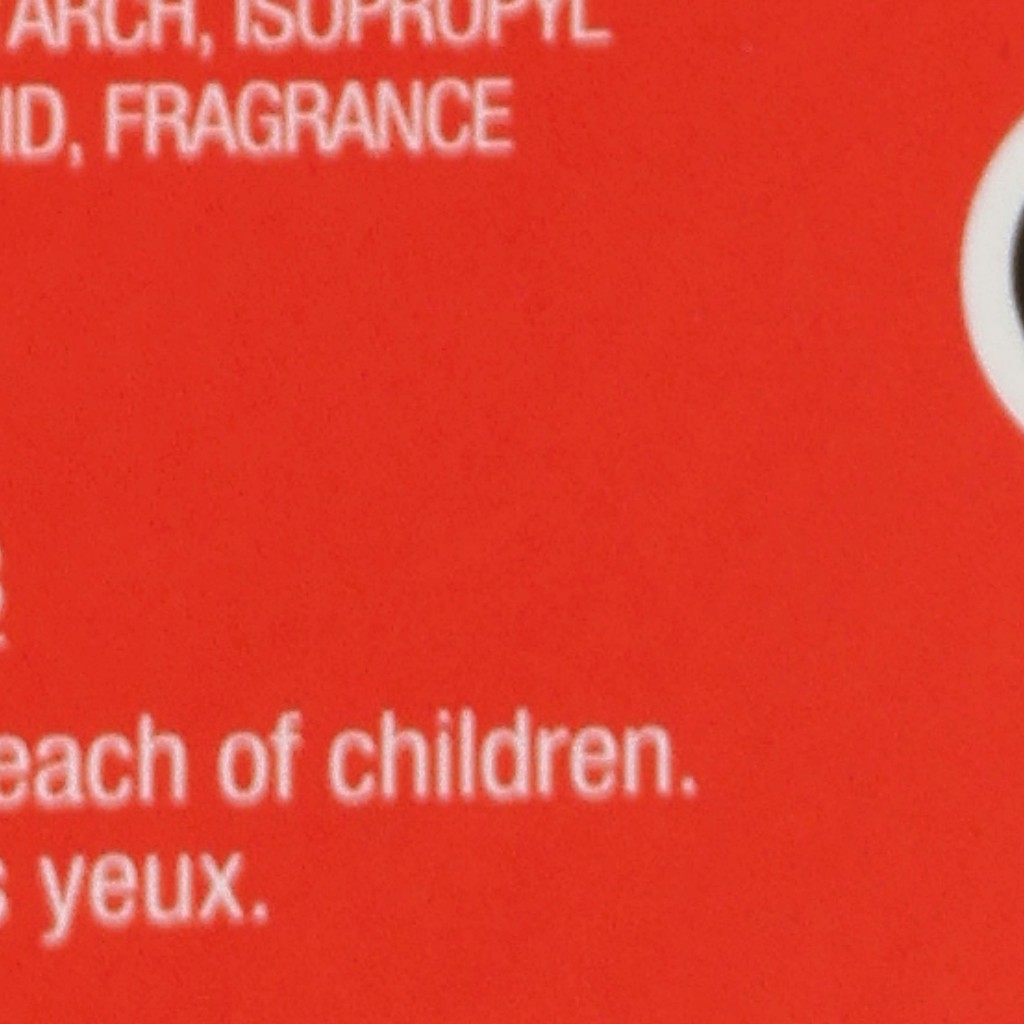 ARCH, ISOPROPYL
ID, FRAGRANCE
each of children.
s yeux.